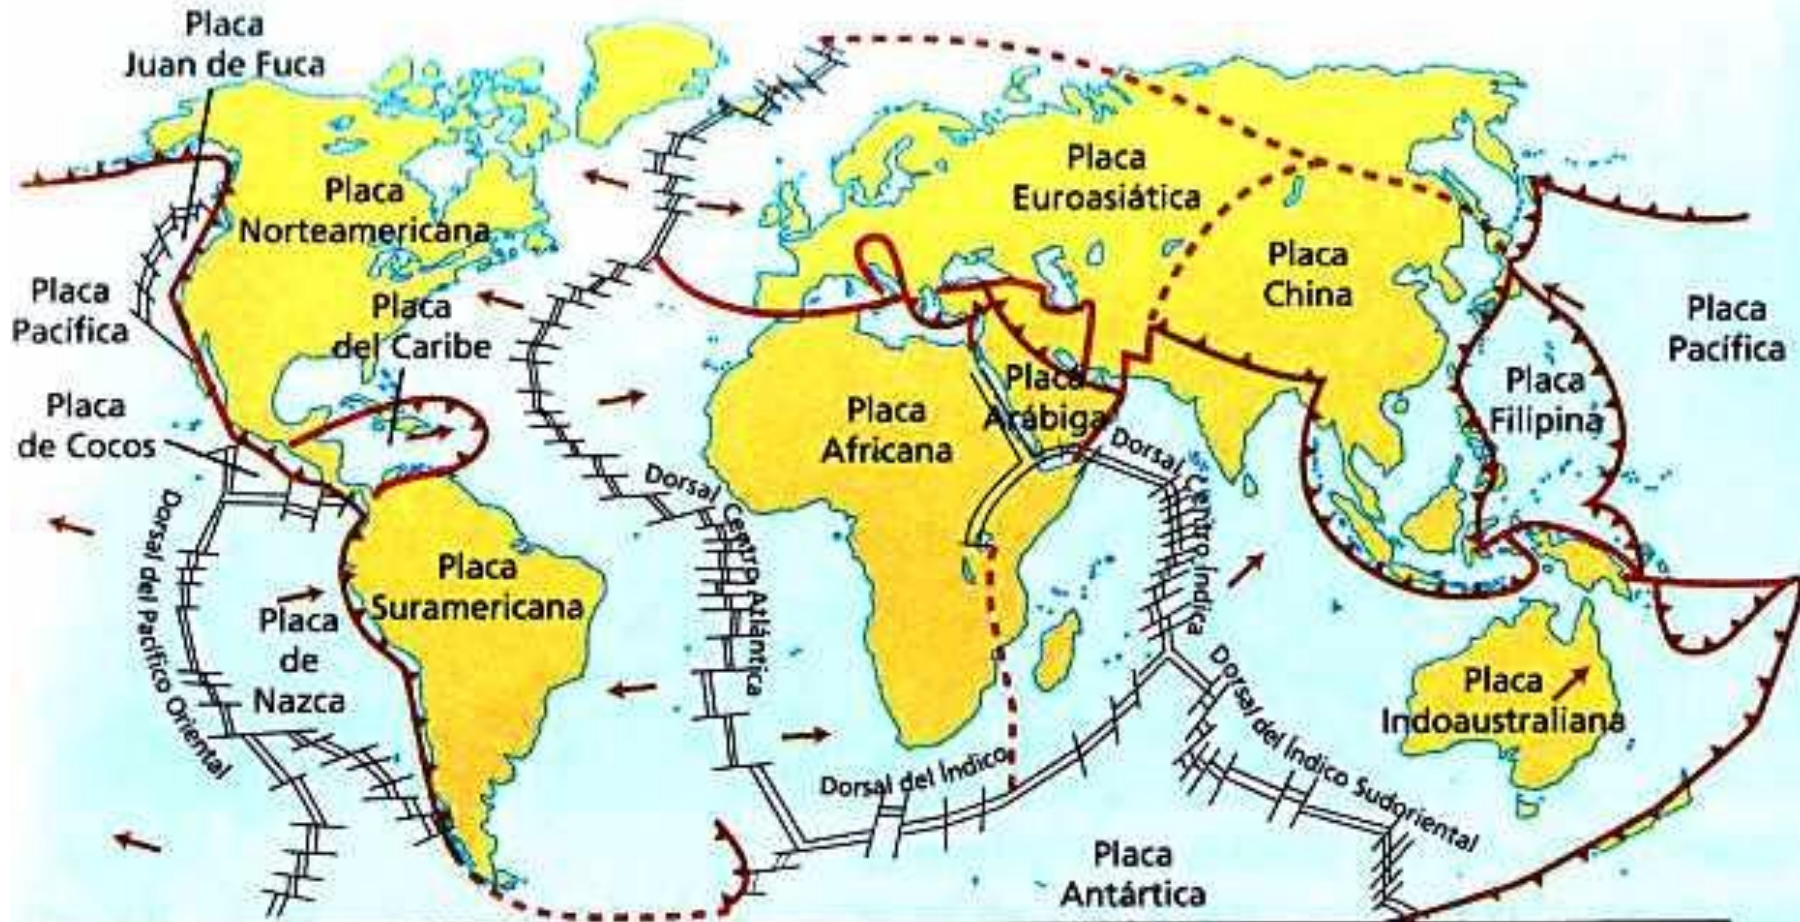 Placa
Juan de Fuca
Placa
Norteamericana
Placa
Pacífica
Placa
del Caribe
Placa
de Cocos
Dorsal del Pacífico Oriental
Placa
de
Nazca
Placa
Suramericana
Dorsal Centro Atlántica
Placa
Africana
Placa
Arábiga
Placa
Euroasiática
Placa
China
Placa
Filipina
Placa
Pacífica
Dorsal Centro Índica
Dorsal del Índico
Dorsal del Índico Sudoriental
Placa
Indoaustraliana
Placa
Antártica